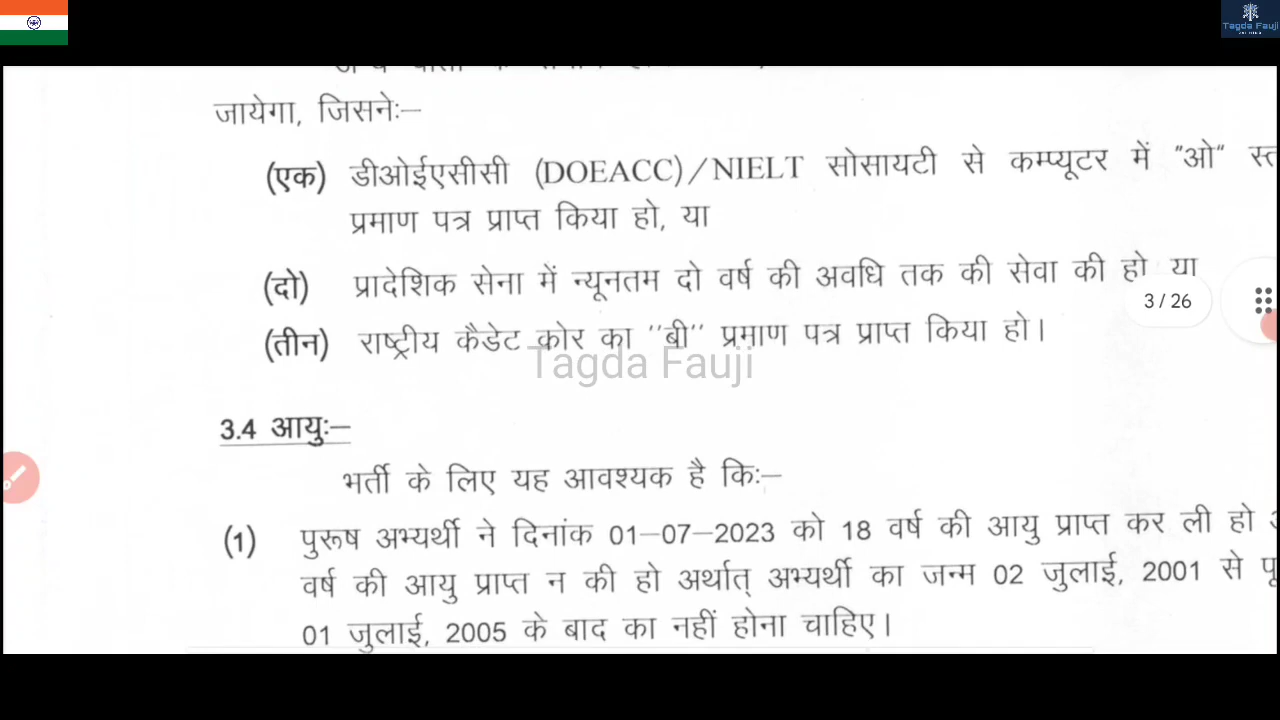 Tagda Fauji
जायेगा, जिसनेः–
(एक) डीओईएसीसी (DOEACC)/NIELT सोसायटी से कम्प्यूटर में "ओ"
प्रमाण पत्र प्राप्त किया हो, या
(दो) प्रादेशिक सेना में न्यूनतम दो वर्ष की अवधि तक की सेवा की हो या
3 / 26
(तीन) राष्ट्रीय कैडेट कोर का ''बी'' प्रमाण पत्र प्राप्त किया हो।
Tagda Fauji
3.4 आयुः–
भर्ती के लिए यह आवश्यक है किः–
(1) पुरूष अभ्यर्थी ने दिनांक 01–07–2023 को 18 वर्ष की आयु प्राप्त कर ली हो
वर्ष की आयु प्राप्त न की हो अर्थात् अभ्यर्थी का जन्म 02 जुलाई, 2001 से
01 जुलाई, 2005 के बाद का नहीं होना चाहिए।